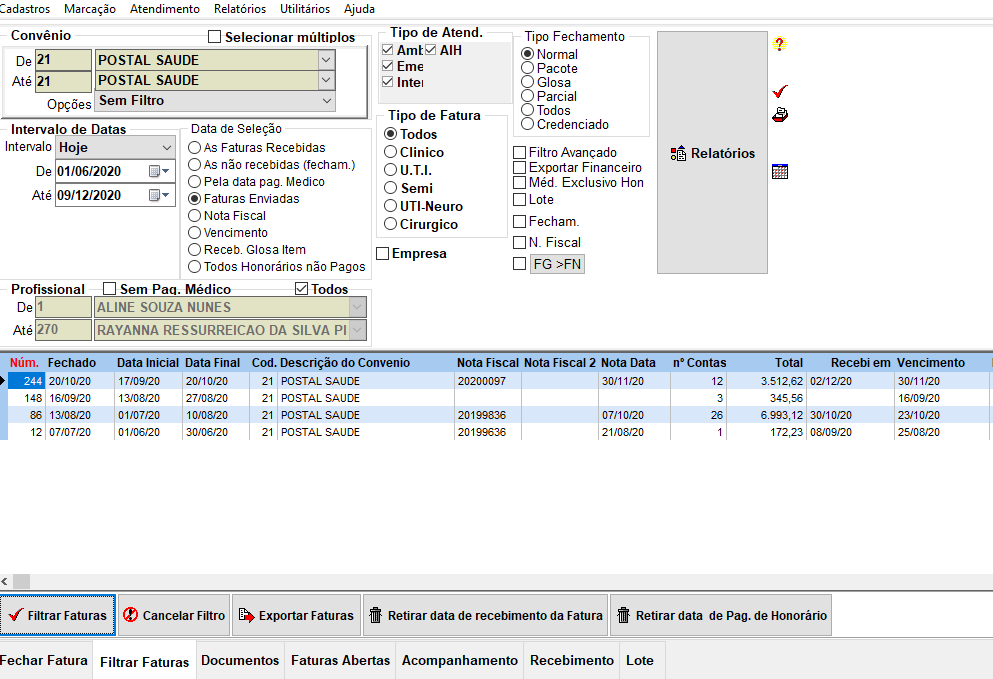 Cadastros Marcação Atendimento Relatórios Utilitários Ajuda
Convênio
Selecionar múltiplos
De 21 POSTAL SAUDE
Até 21 POSTAL SAUDE
Opções Sem Filtro
Intervalo de Datas
Intervalo Hoje
De 01/06/2020
Até 09/12/2020
Data de Seleção
As Faturas Recebidas
As não recebidas (fecham.)
Pela data pag. Medico
Faturas Enviadas
Nota Fiscal
Vencimento
Receb. Glosa Item
Todos Honorários não Pagos
Tipo de Atend.
Amb AIH
Eme
Inter
Tipo de Fatura
Todos
Clinico
U.T.I.
Semi
UTI-Neuro
Cirurgico
Empresa
Tipo Fechamento
Normal
Pacote
Glosa
Parcial
Todos
Credenciado
Filtro Avançado
Exportar Financeiro
Méd. Exclusivo Hon
Lote
Fecham.
N. Fiscal
FG >FN
Relatórios
Profissional Sem Pag. Médico Todos
De 1 ALINE SOUZA NUNES
Até 270 RAYANNA RESSURREICAO DA SILVA PI
Núm. Fechado Data Inicial Data Final Cod. Descrição do Convenio Nota Fiscal Nota Fiscal 2 Nota Data nº Contas Total Recebi em Vencimento
244 20/10/20 17/09/20 20/10/20 21 POSTAL SAUDE 20200097 30/11/20 12 3.512,62 02/12/20 30/11/20
148 16/09/20 13/08/20 27/08/20 21 POSTAL SAUDE 3 345,56 16/09/20
86 13/08/20 01/07/20 10/08/20 21 POSTAL SAUDE 20199836 07/10/20 26 6.993,12 30/10/20 23/10/20
12 07/07/20 01/06/20 30/06/20 21 POSTAL SAUDE 20199636 21/08/20 1 172,23 08/09/20 25/08/20
Filtrar Faturas Cancelar Filtro Exportar Faturas Retirar data de recebimento da Fatura Retirar data de Pag. de Honorário
Fechar Fatura Filtrar Faturas Documentos Faturas Abertas Acompanhamento Recebimento Lote